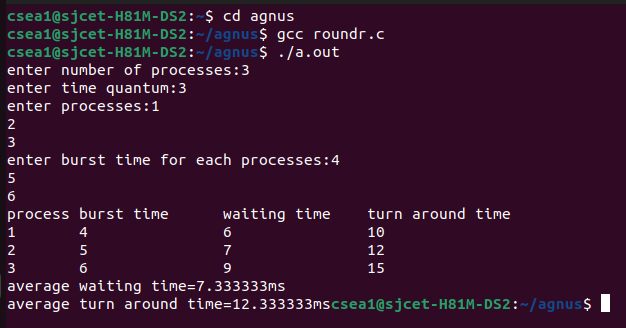 csea1@sjcet-H81M-DS2:~$ cd agnus
csea1@sjcet-H81M-DS2:~/agnus$ gcc roundr.c
csea1@sjcet-H81M-DS2:~/agnus$ ./a.out
enter number of processes:3
enter time quantum:3
enter processes:1
2
3
enter burst time for each processes:4
5
6
process burst time      waiting time    turn around time
1       4               6               10
2       5               7               12
3       6               9               15
average waiting time=7.333333ms
average turn around time=12.333333mscsea1@sjcet-H81M-DS2:~/agnus$